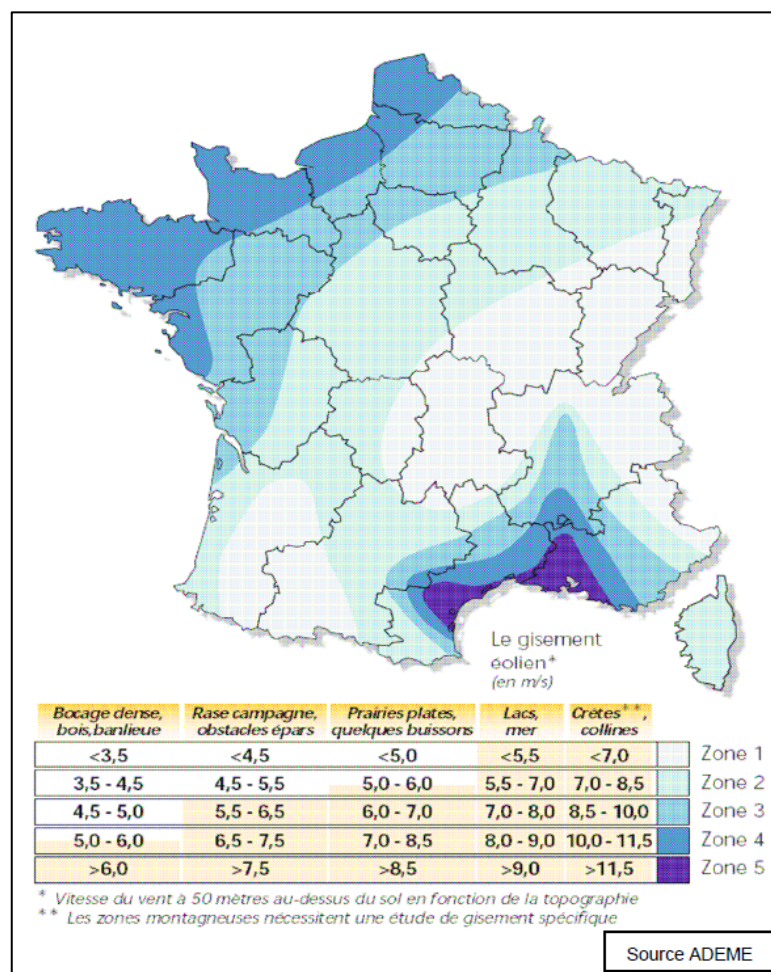 Le gisement
éolien*
(en m/s)
Bocage dense, bois, banlieue Rase campagne, obstacles épars Prairies plates, quelques buissons Lacs, mer Crêtes**, collines
<3,5 <4,5 <5,0 <5,5 <7,0 Zone 1
3,5 - 4,5 4,5 - 5,5 5,0 - 6,0 5,5 - 7,0 7,0 - 8,5 Zone 2
4,5 - 5,0 5,5 - 6,5 6,0 - 7,0 7,0 - 8,0 8,5 - 10,0 Zone 3
5,0 - 6,0 6,5 - 7,5 7,0 - 8,5 8,0 - 9,0 10,0 - 11,5 Zone 4
>6,0 >7,5 >8,5 >9,0 >11,5 Zone 5
* Vitesse du vent à 50 mètres au-dessus du sol en fonction de la topographie
** Les zones montagneuses nécessitent une étude de gisement spécifique
Source ADEME